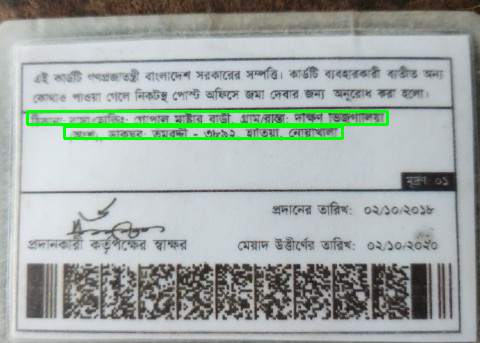 এই কার্ডটি গণপ্রজাতন্ত্রী বাংলাদেশ সরকারের সম্পত্তি। কার্ডটি ব্যবহারকারী ব্যতীত অন্য
কোথাও পাওয়া গেলে নিকটস্থ পোস্ট অফিসে জমা দেবার জন্য অনুরোধ করা হলো।
ঠিকানা: বাসা/হোল্ডিং: গোপাল মাষ্টার বাড়ী, গ্রাম/রাস্তা: দক্ষিণ
ডাকঘর: তমরদ্দী - ৩৮৯২, হাতিয়া, নোয়াখালী
মুদ্রণ: ০১
প্রদানের তারিখ: ০২/১০/২০১৮
প্রদানকারী কর্তৃপক্ষের স্বাক্ষর
মেয়াদ উত্তীর্ণের তারিখ: ০২/১০/২০২০